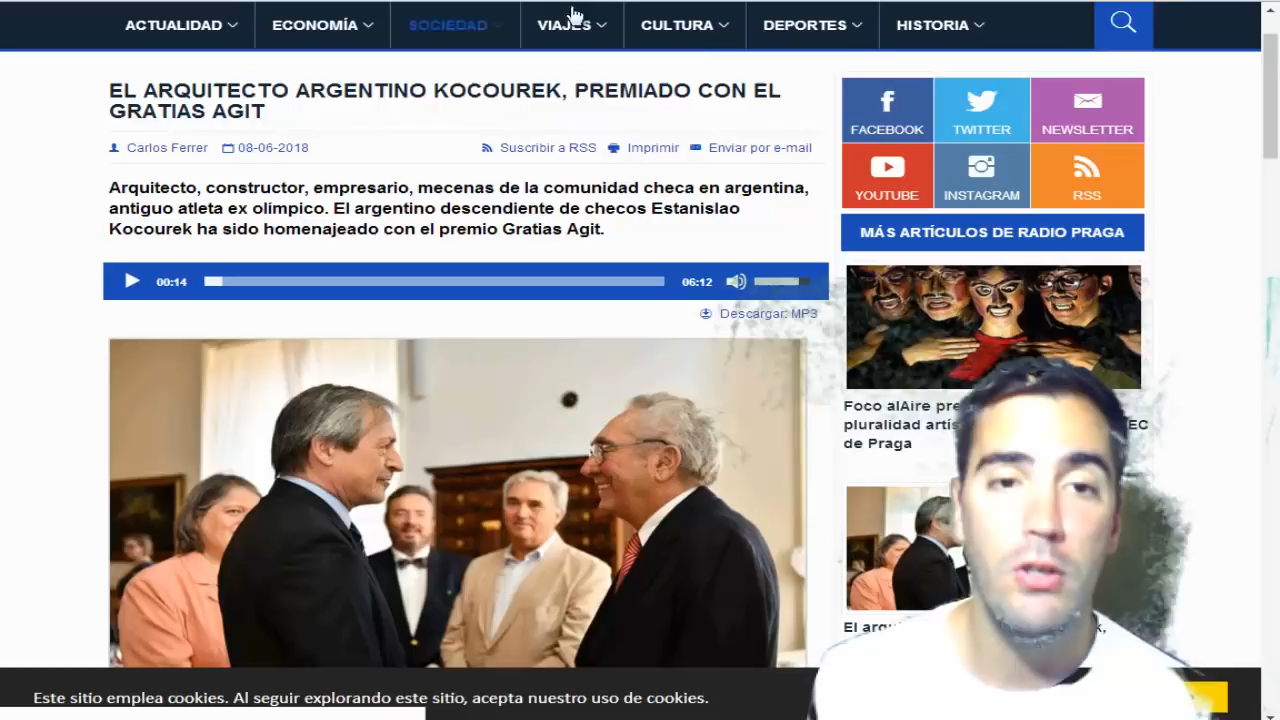 ACTUALIDAD
ECONOMÍA
SOCIEDAD
VIAJES
CULTURA
DEPORTES
HISTORIA
EL ARQUITECTO ARGENTINO KOCOUREK, PREMIADO CON EL
GRATIAS AGIT
Carlos Ferrer
08-06-2018
Suscribir a RSS
Imprimir
Enviar por e-mail
Arquitecto, constructor, empresario, mecenas de la comunidad checa en argentina,
antiguo atleta ex olímpico. El argentino descendiente de checos Estanislao
Kocourek ha sido homenajeado con el premio Gratias Agit.
00:14
06:12
Descargar: MP3
FACEBOOK
TWITTER
NEWSLETTER
YOUTUBE
INSTAGRAM
RSS
MÁS ARTÍCULOS DE RADIO PRAGA
Foco alAire
pluralidad
EC
de Praga
El
Este sitio emplea cookies. Al seguir explorando este sitio, acepta nuestro uso de cookies.